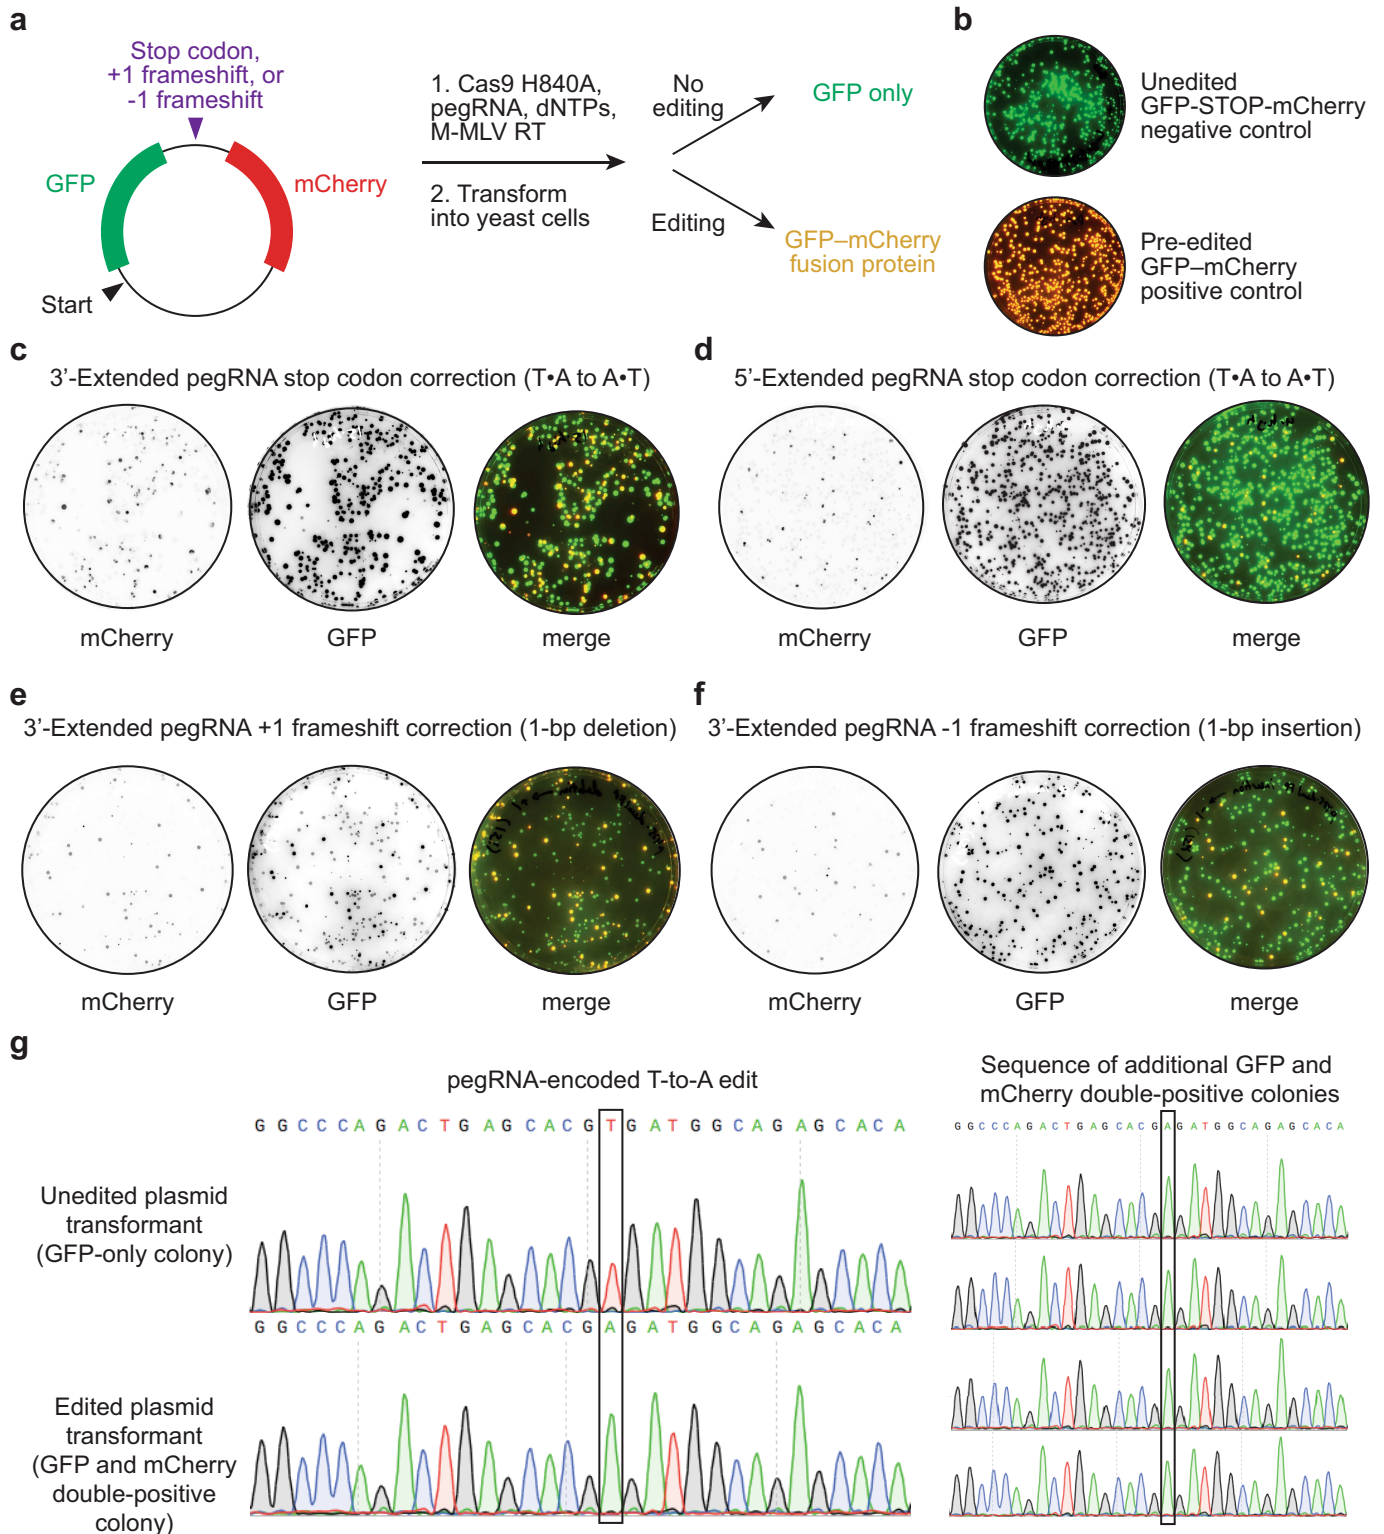 a
Stop codon,
+1 frameshift, or
-1 frameshift
GFP
mCherry
Start
1. Cas9 H840A,
pegRNA, dNTPs,
M-MLV RT
2. Transform
into yeast cells
No
editing
Editing
GFP only
GFP–mCherry
fusion protein
b
Unedited
GFP-STOP-mCherry
negative control
Pre-edited
GFP–mCherry
positive control
c
3’-Extended pegRNA stop codon correction (T•A to A•T)
mCherry
GFP
merge
d
5’-Extended pegRNA stop codon correction (T•A to A•T)
mCherry
GFP
merge
e
3’-Extended pegRNA +1 frameshift correction (1-bp deletion)
mCherry
GFP
merge
f
3’-Extended pegRNA -1 frameshift correction (1-bp insertion)
mCherry
GFP
merge
g
pegRNA-encoded T-to-A edit
G G C C C A G A C T G A G C A C G T G A T G G C A G A G C A C A
Unedited plasmid
transformant
(GFP-only colony)
G G C C C A G A C T G A G C A C G A G A T G G C A G A G C A C A
Edited plasmid
transformant
(GFP and mCherry
double-positive
colony)
Sequence of additional GFP and
mCherry double-positive colonies
G G C C C A G A C T G A G C A C G A G A T G G C A G A G C A C A